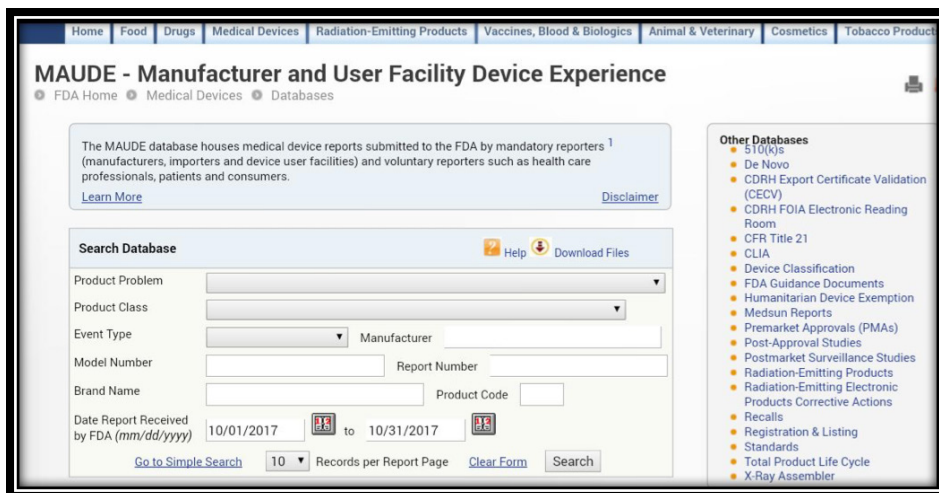 Home Food Drugs Medical Devices Radiation-Emitting Products Vaccines, Blood & Biologics Animal & Veterinary Cosmetics Tobacco Product
MAUDE - Manufacturer and User Facility Device Experience
FDA Home Medical Devices Databases
The MAUDE database houses medical device reports submitted to the FDA by mandatory reporters 1
(manufacturers, importers and device user facilities) and voluntary reporters such as health care
professionals, patients and consumers.
Learn More Disclaimer
Search Database Help Download Files
Product Problem
Product Class
Event Type Manufacturer
Model Number Report Number
Brand Name Product Code
Date Report Received
by FDA (mm/dd/yyyy) 10/01/2017 to 10/31/2017
Go to Simple Search 10 Records per Report Page Clear Form Search
Other Databases
510(k)s
De Novo
CDRH Export Certificate Validation
(CECV)
CDRH FOIA Electronic Reading
Room
CFR Title 21
CLIA
Device Classification
FDA Guidance Documents
Humanitarian Device Exemption
Medsun Reports
Premarket Approvals (PMAs)
Post-Approval Studies
Postmarket Surveillance Studies
Radiation-Emitting Products
Radiation-Emitting Electronic
Products Corrective Actions
Recalls
Registration & Listing
Standards
Total Product Life Cycle
X-Ray Assembler